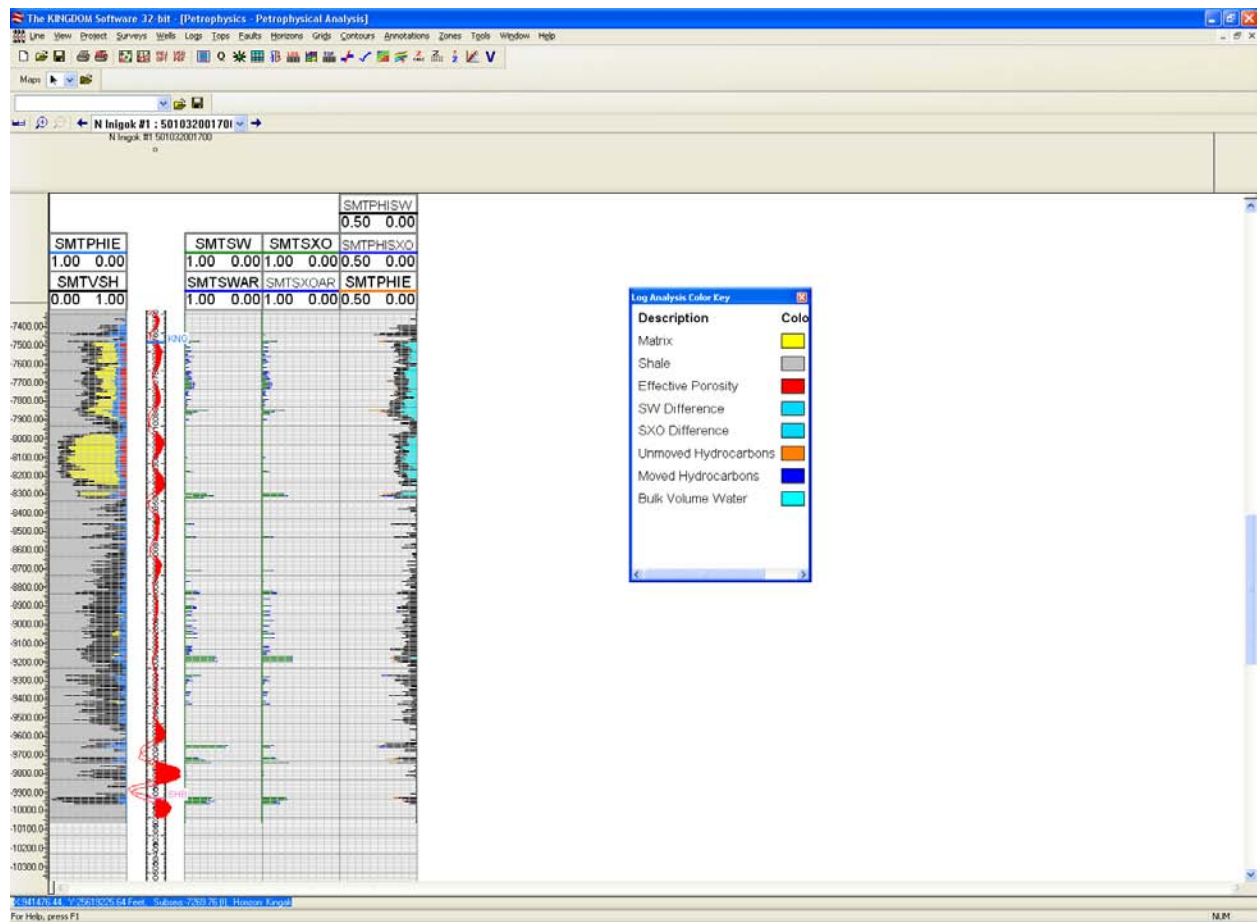 The KINGDOM Software 32-bit - [Petrophysics - Petrophysical Analysis]
Line View Project Surveys Wells Logs Tops Faults Horizons Grids Contours Annotations Zones Tools Window Help
Maps
N Inigok #1 : 50103200170
N Inigok #1 501032001700
SMTPHISW
0.50 0.00
SMTPHIE SMTSW SMTSXO SMTPHISXO
1.00 0.00 1.00 0.00 1.00 0.00 0.50 0.00
SMTVSH SMTSWAR SMTSXOAR SMTPHIE
0.00 1.00 1.00 0.00 1.00 0.00 0.50 0.00
Log Analysis Color Key
Description Colo
Matrix
Shale
Effective Porosity
SW Difference
SXO Difference
Unmoved Hydrocarbons
Moved Hydrocarbons
Bulk Volume Water
-7400.00
KNG
-7500.00
-7600.00
-7700.00
-7800.00
-7900.00
-8000.00
-8100.00
-8200.00
-8300.00
-8400.00
-8500.00
-8600.00
-8700.00
-8800.00
-8900.00
-9000.00
-9100.00
-9200.00
-9300.00
-9400.00
-9500.00
-9600.00
-9700.00
-9800.00
-9900.00
-10000.0
-10100.0
-10200.0
-10300.0
For Help, press F1
NUM